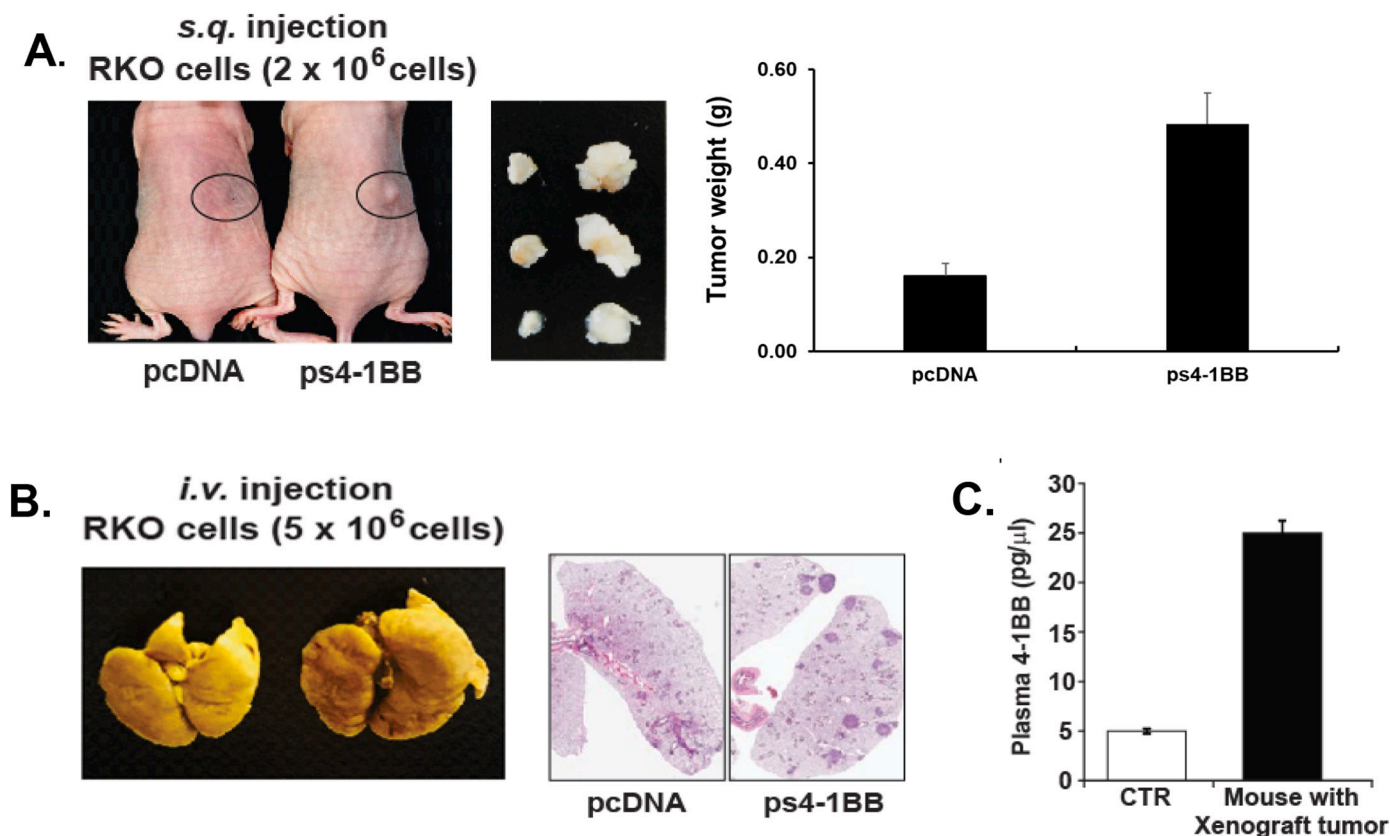 A.
s.q. injection
RKO cells (2 x 10⁶ cells)
pcDNA ps4-1BB
Tumor weight (g)
0.60
0.40
0.20
0.00
pcDNA ps4-1BB
B.
i.v. injection
RKO cells (5 x 10⁶ cells)
pcDNA ps4-1BB
C.
Plasma 4-1BB (pg/µl)
30
25
20
15
10
5
0
CTR Mouse with
Xenograft tumor